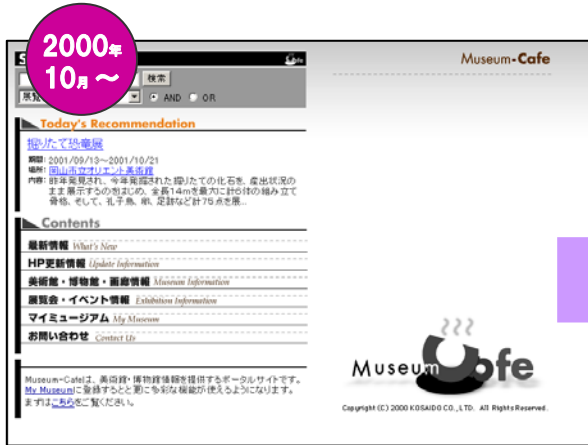 2000年
10月～
Cafe
検索
AND OR
Museum-Cafe
Today's Recommendation
掘りたて恐竜展
期間: 2001/09/13～2001/10/21
場所: 岡山市立オリエント美術館
内容: 昨年発見され、今年発掘された掘りたての化石を、産出状況の
まま展示するのをはじめ、全長14mを最大に計6体の組み立て
骨格、そして、孔子鳥、卵、足跡など計75点を展...
Contents
最新情報 What's New
HP更新情報 Update Information
美術館・博物館・画廊情報 Museum Information
展覧会・イベント情報 Exhibition Information
マイミュージアム My Museum
お問い合わせ Contact Us
Museum-Cafeは、美術館・博物館情報を提供するポータルサイトです。
My Museumに登録すると更に多彩な機能が使えるようになります。
まずはこちらをご覧ください。
Museum Cafe
Copyright (C) 2000 KOSAIDO CO.,LTD. All Rights Reserved.